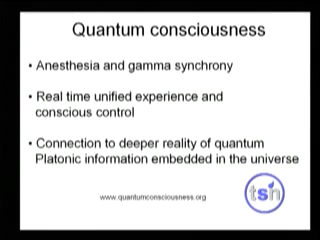 Quantum consciousness
• Anesthesia and gamma synchrony
• Real time unified experience and
conscious control
• Connection to deeper reality of quantum
Platonic information embedded in the universe
www.quantumconsciousness.org
tsn